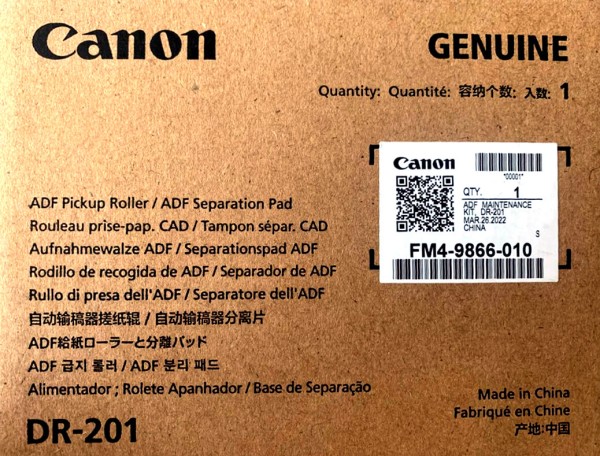 Canon
GENUINE
Quantity: Quantité: 容纳个数: 入数: 1
Canon
*00001*
QTY. 1
ADF MAINTENANCE
KIT, DR-201
MAR.26.2022
CHINA
S
FM4-9866-010
ADF Pickup Roller / ADF Separation Pad
Rouleau prise-pap. CAD / Tampon sépar. CAD
Aufnahmewalze ADF / Separationspad ADF
Rodillo de recogida de ADF / Separador de ADF
Rullo di presa dell'ADF / Separatore dell'ADF
自动输稿器搓纸辊 / 自动输稿器分离片
ADF給紙ローラーと分離パッド
ADF 급지 롤러 / ADF 분리 패드
Alimentador ; Rolete Apanhador / Base de Separação
DR-201
Made in China
Fabriqué en Chine
产地:中国